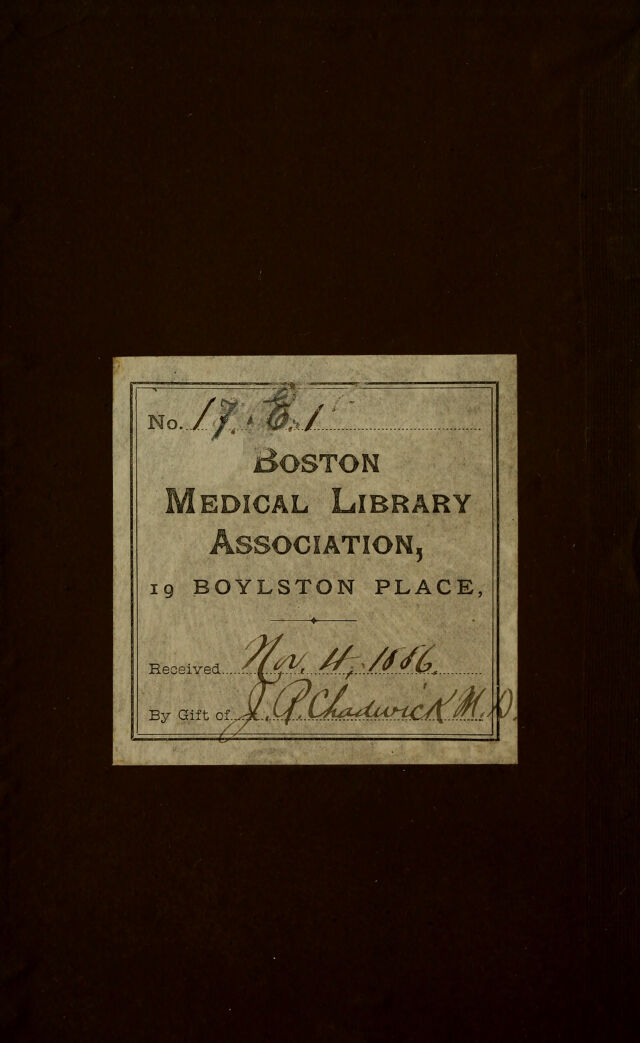 No. 17. E. 1
BOSTON
MEDICAL LIBRARY
ASSOCIATION,
19 BOYLSTON PLACE,
Received Nov. 4, 1886.
By Gift of J. R. Chadwick M.D.